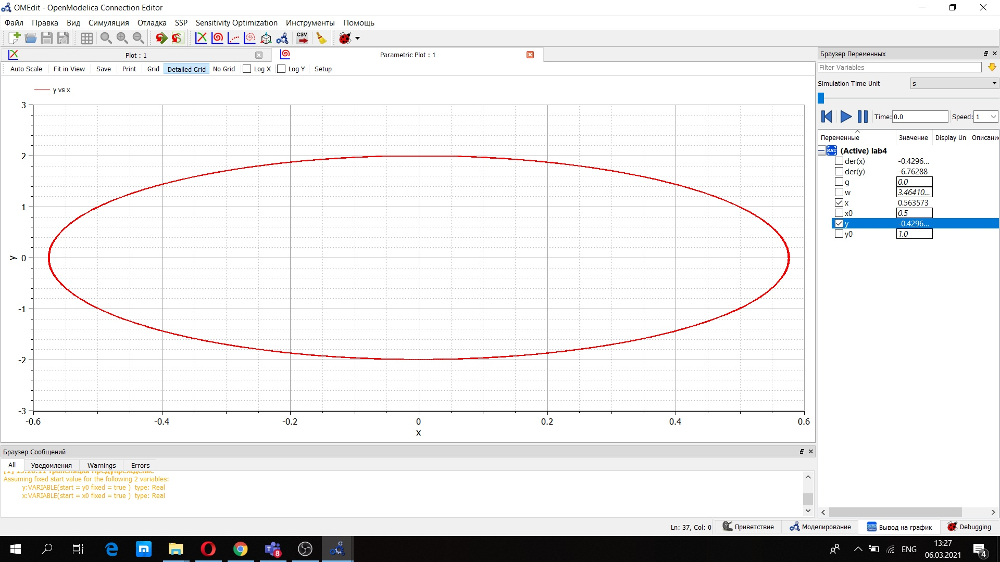 OMEdit - OpenModelica Connection Editor
Файл Правка Вид Симуляция Отладка SSP Sensitivity Optimization Инструменты Помощь
CSV
Plot : 1
Parametric Plot : 1
Auto Scale Fit in View Save Print Grid Detailed Grid No Grid Log X Log Y Setup
y vs x
3
2
1
0
-1
-2
-3
y
-0.6 -0.4 -0.2 0 0.2 0.4 0.6
x
Браузер Сообщений
All Уведомления Warnings Errors
Assuming fixed start value for the following 2 variables:
y:VARIABLE(start = y0 fixed = true ) type: Real
x:VARIABLE(start = x0 fixed = true ) type: Real
Браузер Переменных
Filter Variables
Simulation Time Unit s
Time: 0.0 Speed: 1
Переменные Значение Display Un Описани
MAT (Active) lab4
der(x) -0.4296...
der(y) -6.76288
g 0.0
w 3.46410...
x 0.563573
x0 0.5
y -0.4296...
y0 1.0
Ln: 37, Col: 0 Приветствие Моделирование Вывод на график Debugging
8
ENG
13:27
06.03.2021
4